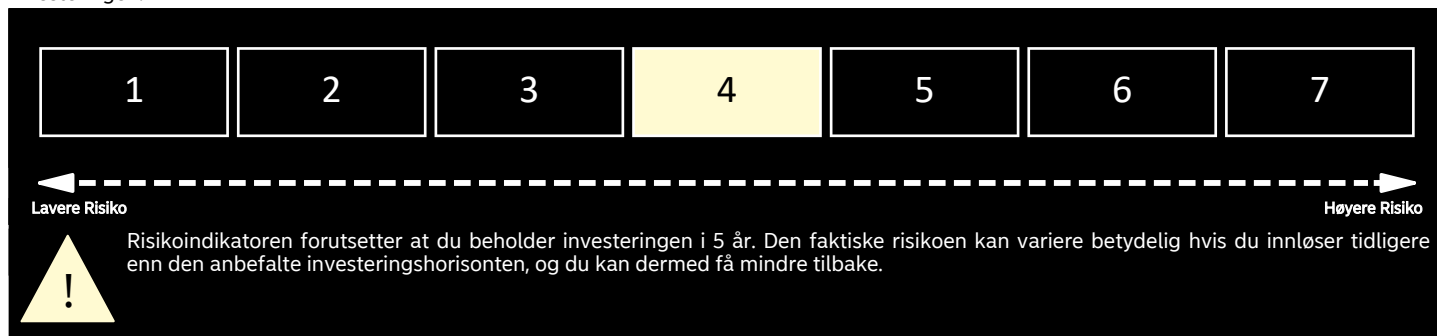 1 2 3 4 5 6 7
Lavere Risiko Høyere Risiko
Risikoindikatoren forutsetter at du beholder investeringen i 5 år. Den faktiske risikoen kan variere betydelig hvis du innløser tidligere
enn den anbefalte investeringshorisonten, og du kan dermed få mindre tilbake.
!